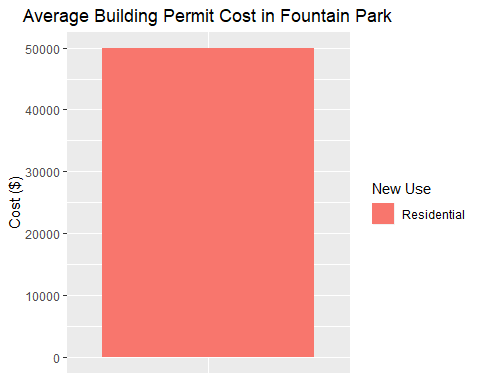 Average Building Permit Cost in Fountain Park
50000
40000
30000
20000
10000
0
Cost ($)
New Use
Residential